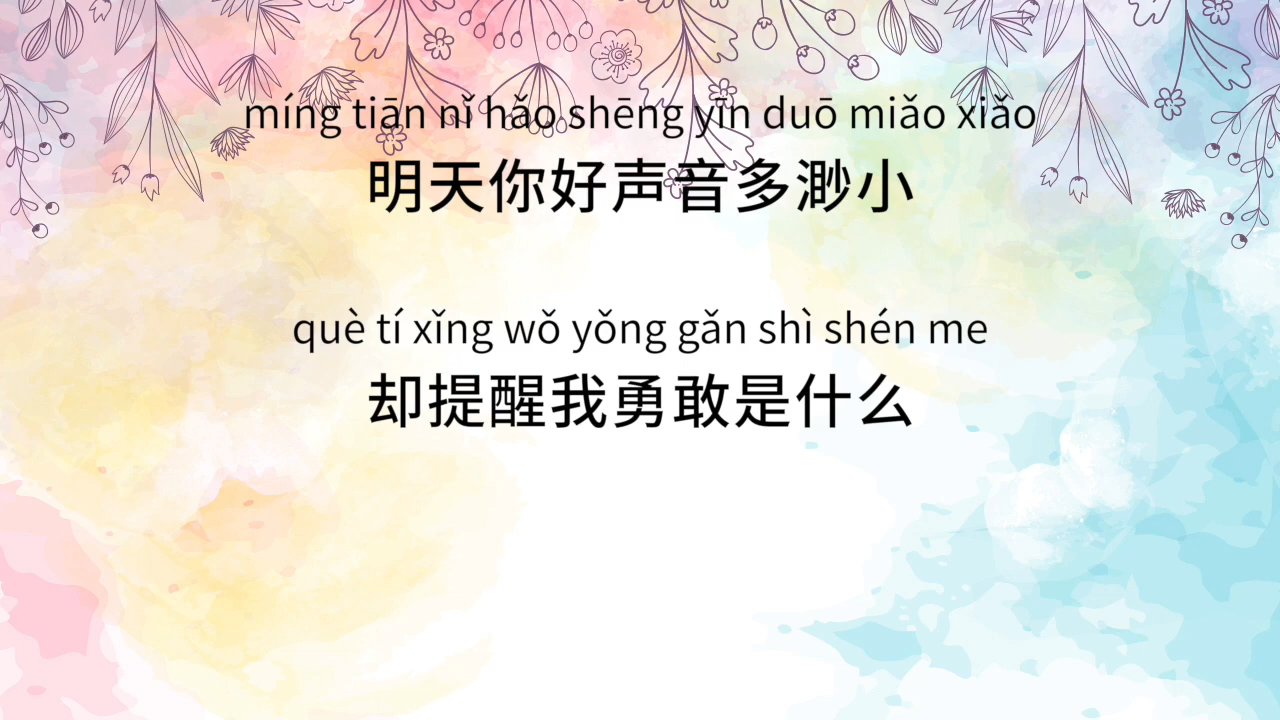 míng tiān nǐ hǎo shēng yīn duō miǎo xiǎo
明天你好声音多渺小
què tí xǐng wǒ yǒng gǎn shì shén me
却提醒我勇敢是什么